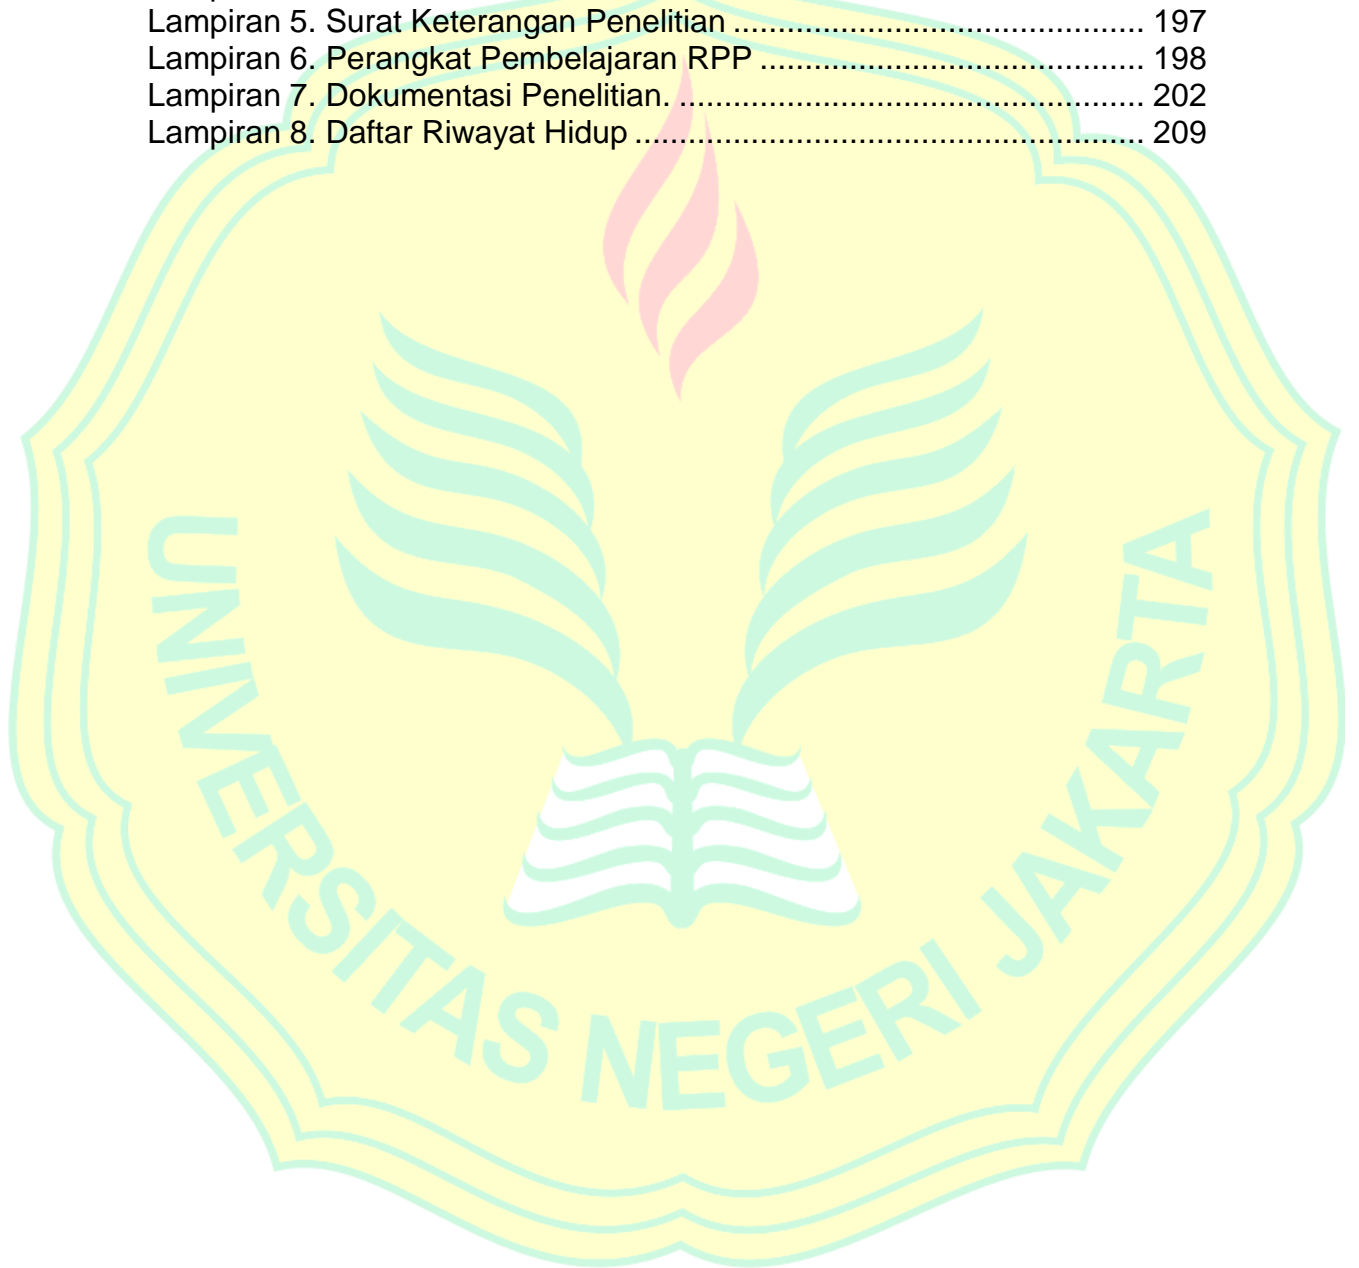 Lampiran 5. Surat Keterangan Penelitian .............................................. 197
Lampiran 6. Perangkat Pembelajaran RPP ........................................... 198
Lampiran 7. Dokumentasi Penelitian. .................................................... 202
Lampiran 8. Daftar Riwayat Hidup ......................................................... 209
UNIVERSITAS NEGERI JAKARTA